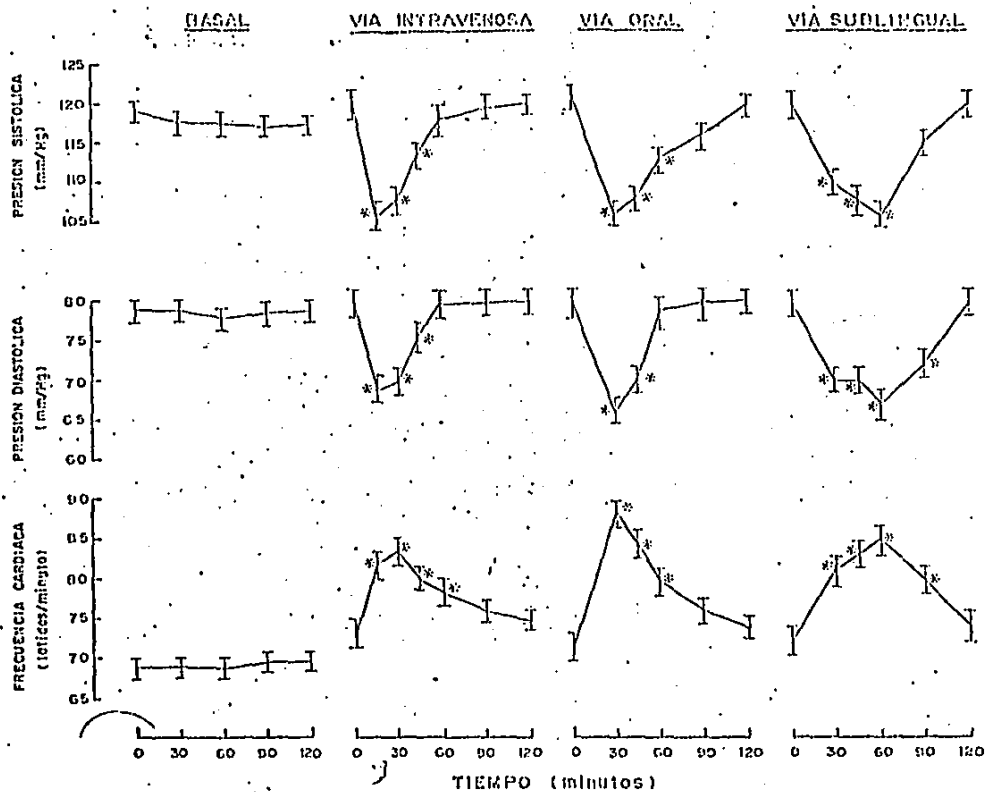 BASAL VIA INTRAVENOSA VIA ORAL VIA SUBLINGUAL
PRESION SISTOLICA
(mm/Hg)
125
120
115
110
105
PRESION DIASTOLICA
(mm/Hg)
80
75
70
65
60
FRECUENCIA CARDIACA
(latidos/minuto)
90
85
80
75
70
65
0 30 60 90 120 0 30 60 90 120 0 30 60 90 120 0 30 60 90 120
TIEMPO (minutos)